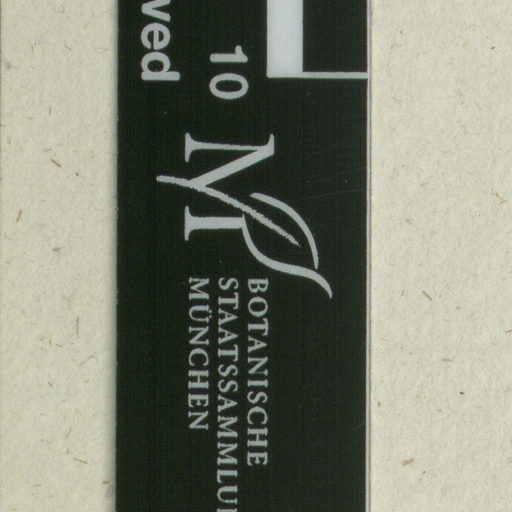 ved
10
BOTANISCHE
STAATSSAMMLU
MÜNCHEN